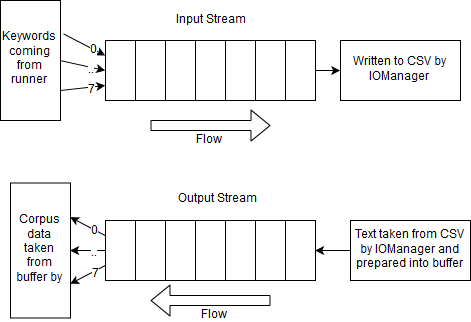 Input Stream
Keywords
coming
from
runner
0
..
7
Written to CSV by
IOManager
Flow
Output Stream
Corpus
data
taken
from
buffer by
0
..
7
Text taken from CSV
by IOManager and
prepared into buffer
Flow